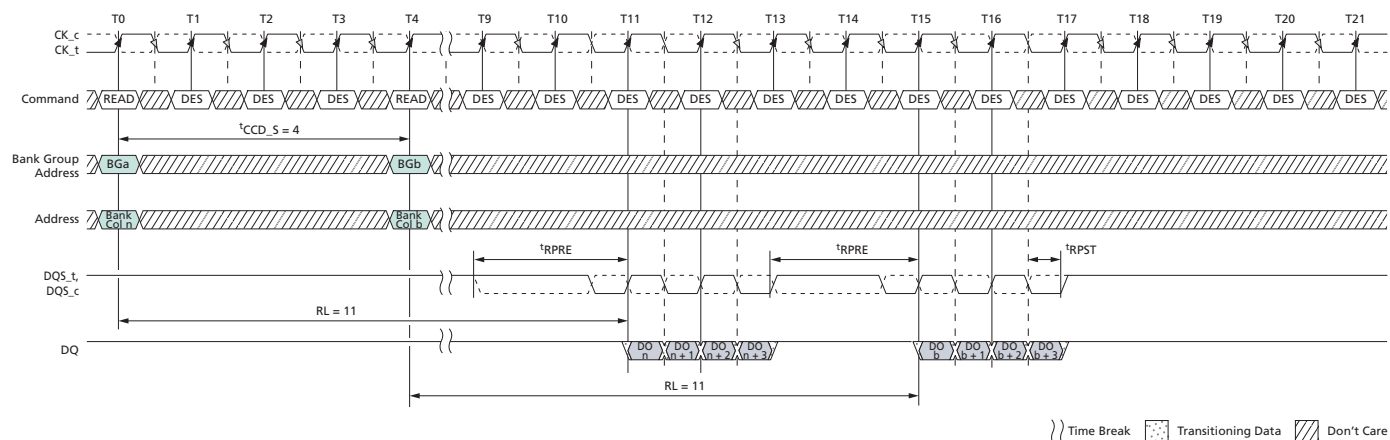 T0 T1 T2 T3 T4 T9 T10 T11 T12 T13 T14 T15 T16 T17 T18 T19 T20 T21
CK_c
CK_t
Command READ DES DES DES READ DES DES DES DES DES DES DES DES DES DES DES DES DES
tCCD_S = 4
Bank Group
Address
BGa BGb
Address
Bank
Col n
Bank
Col b
tRPRE tRPRE tRPST
DQS_t,
DQS_c
RL = 11
DQ
DO
n
DO
n + 1
DO
n + 2
DO
n + 3
DO
b
DO
b + 1
DO
b + 2
DO
b + 3
RL = 11
Time Break Transitioning Data Don't Care